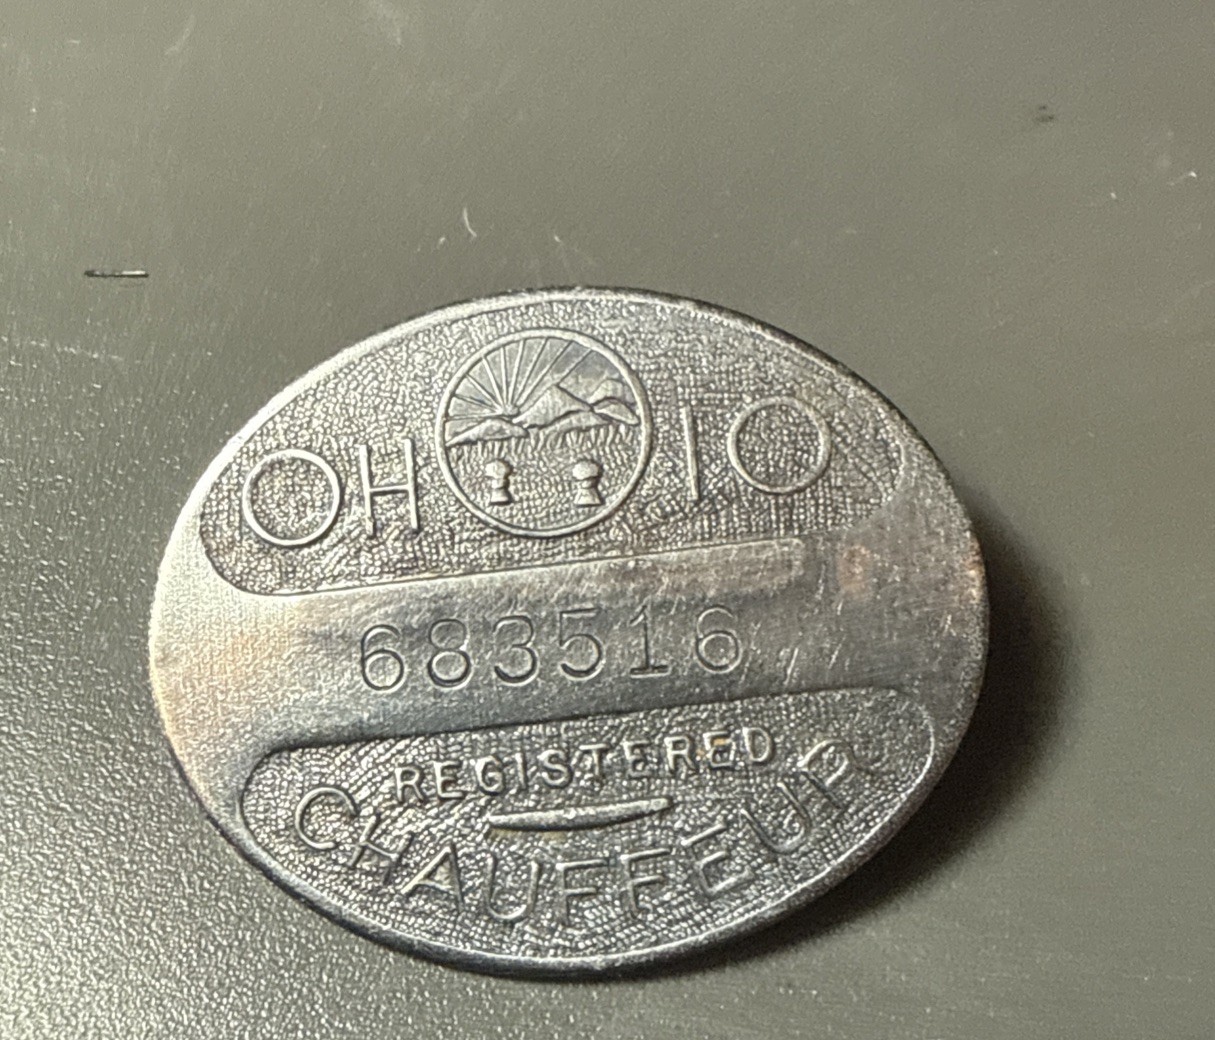 OHIO
683516
REGISTERED
CHAUFFEUR